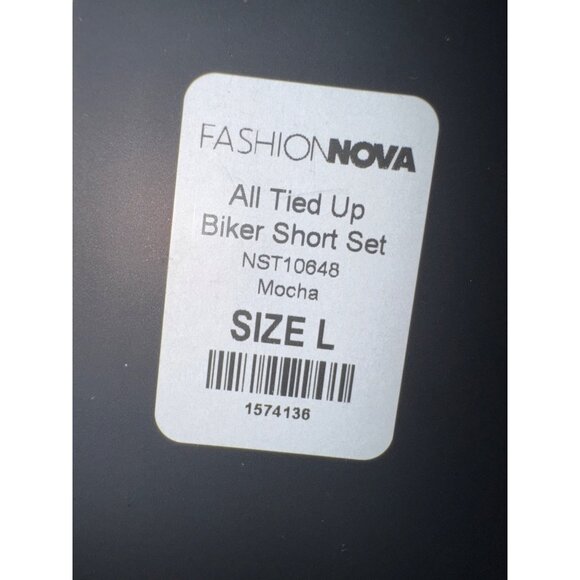 FASHIONNOVA
All Tied Up
Biker Short Set
NST10648
Mocha
SIZE L
1574136